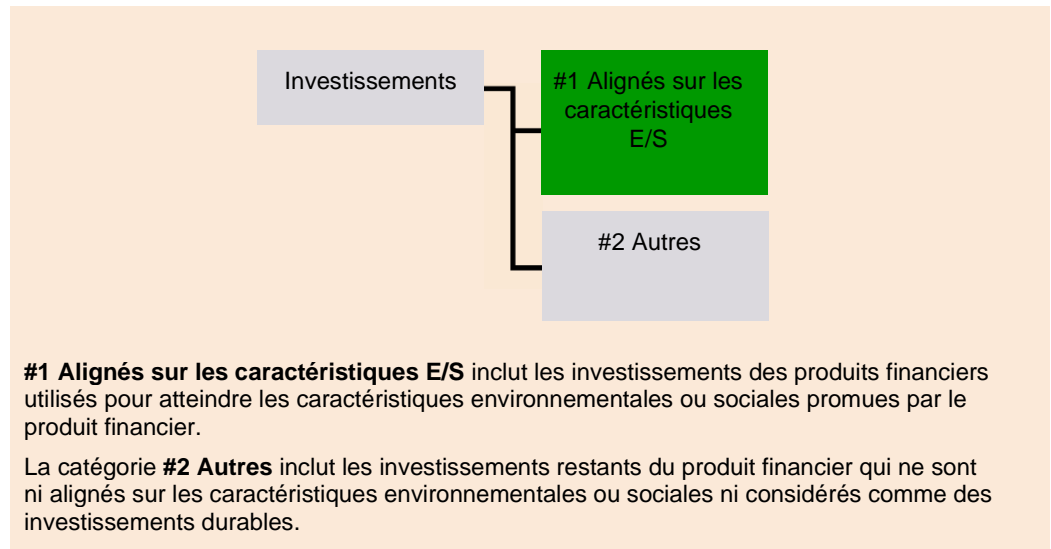 Investissements
#1 Alignés sur les
caractéristiques
E/S
#2 Autres
#1 Alignés sur les caractéristiques E/S inclut les investissements des produits financiers
utilisés pour atteindre les caractéristiques environnementales ou sociales promues par le
produit financier.
La catégorie #2 Autres inclut les investissements restants du produit financier qui ne sont
ni alignés sur les caractéristiques environnementales ou sociales ni considérés comme des
investissements durables.